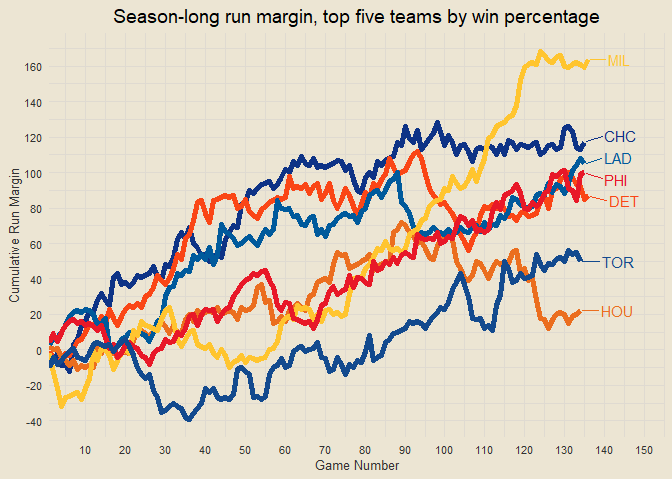 Season-long run margin, top five teams by win percentage
Cumulative Run Margin
160
140
120
100
80
60
40
20
0
-20
-40
MIL
CHC
LAD
PHI
DET
TOR
HOU
10 20 30 40 50 60 70 80 90 100 110 120 130 140 150
Game Number